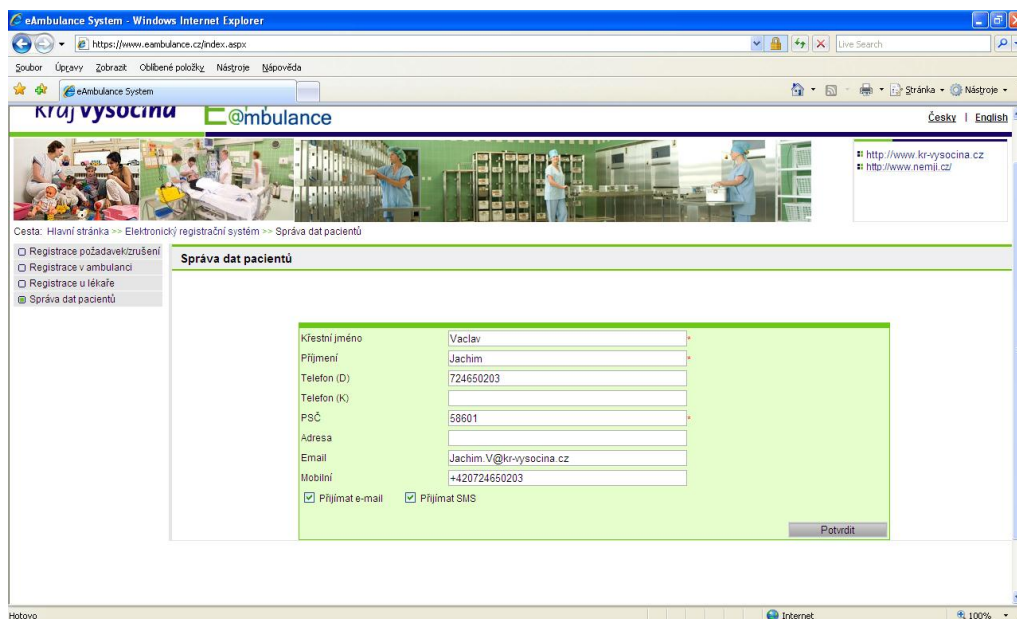 eAmbulance System - Windows Internet Explorer
https://www.eambulance.cz/index.aspx
Live Search
Soubor Úpravy Zobrazit Oblíbené položky Nástroje Nápověda
eAmbulance System
Stránka Nástroje
Kraj Vysočina
E@mbulance
Česky | English
http://www.kr-vysocina.cz
http://www.nemji.cz/
Cesta: Hlavní stránka >> Elektronický registrační systém >> Správa dat pacientů
Registrace požadavek/zrušení
Registrace v ambulanci
Registrace u lékaře
Správa dat pacientů
Správa dat pacientů
Křestní jméno Vaclav *
Příjmení Jachim *
Telefon (D) 724650203
Telefon (K)
PSČ 58601 *
Adresa
Email Jachim.V@kr-vysocina.cz
Mobilní +420724650203
Přijímat e-mail Přijímat SMS
Potvrdit
Hotovo Internet 100%